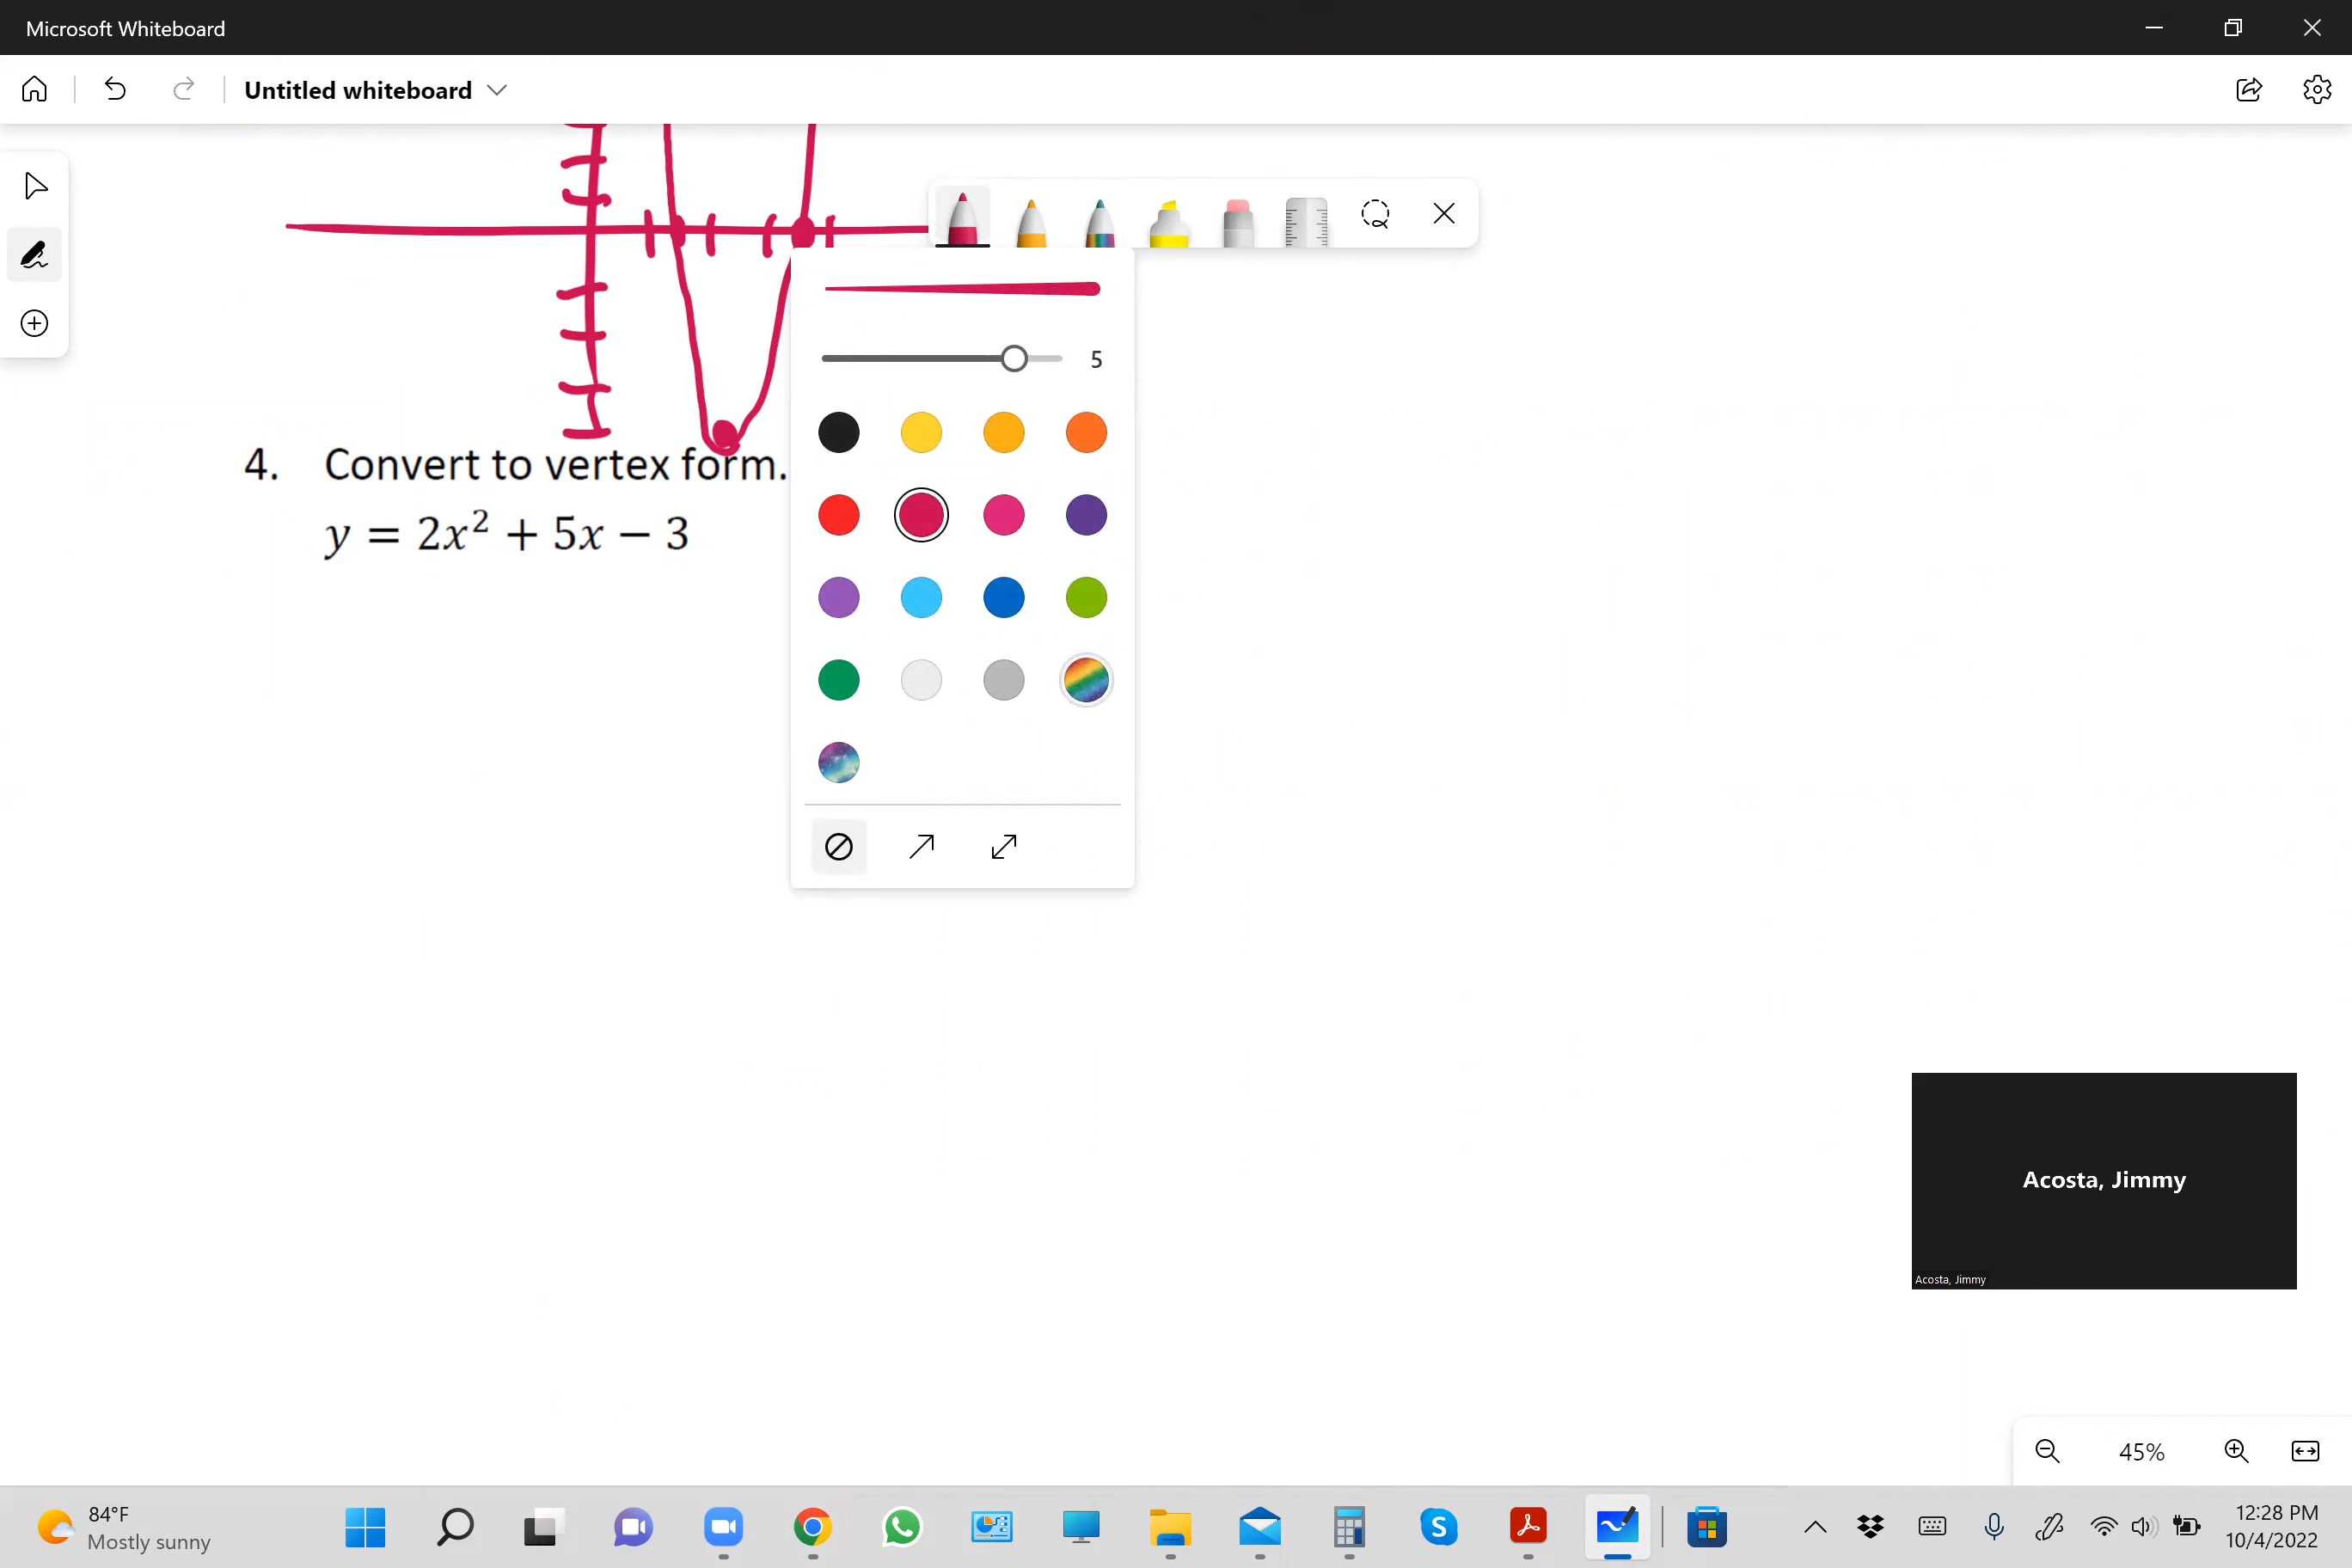 Microsoft Whiteboard
Untitled whiteboard
5
4. Convert to vertex form.
y = 2x² + 5x − 3
Acosta, Jimmy
Acosta, Jimmy
45%
84°F
Mostly sunny
12:28 PM
10/4/2022